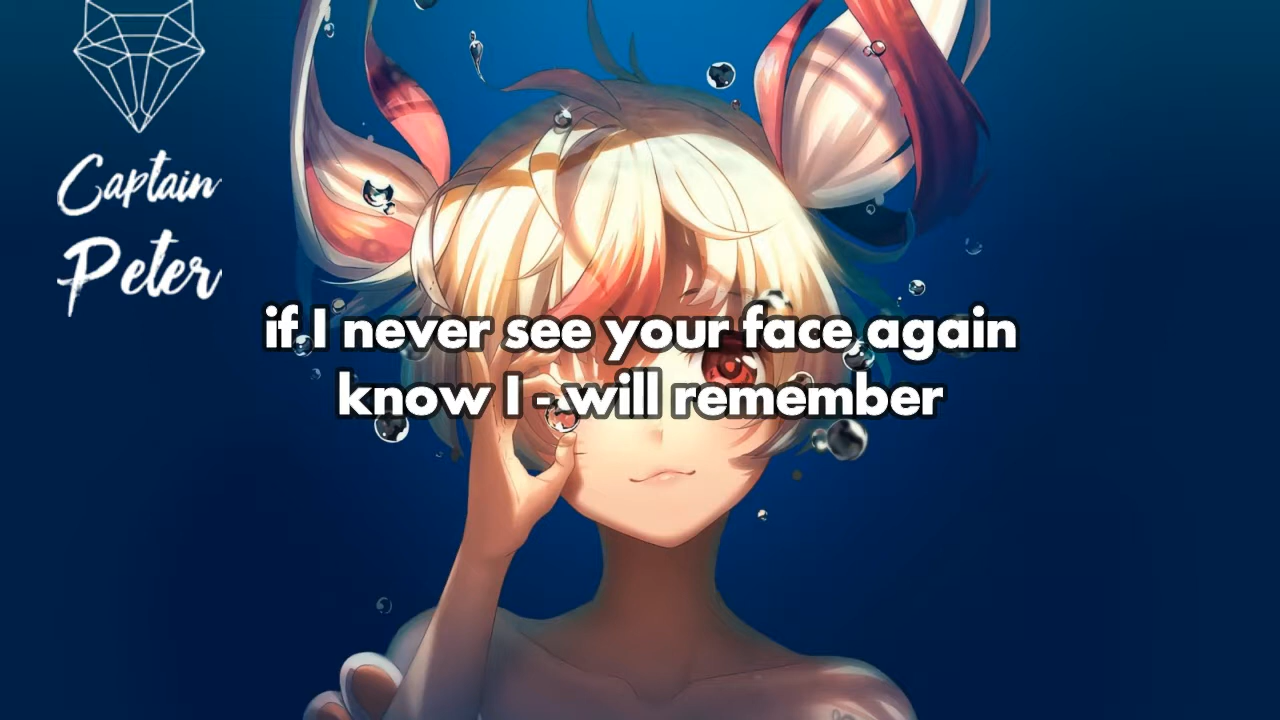 Captain
Peter
if I never see your face again
know I - will remember